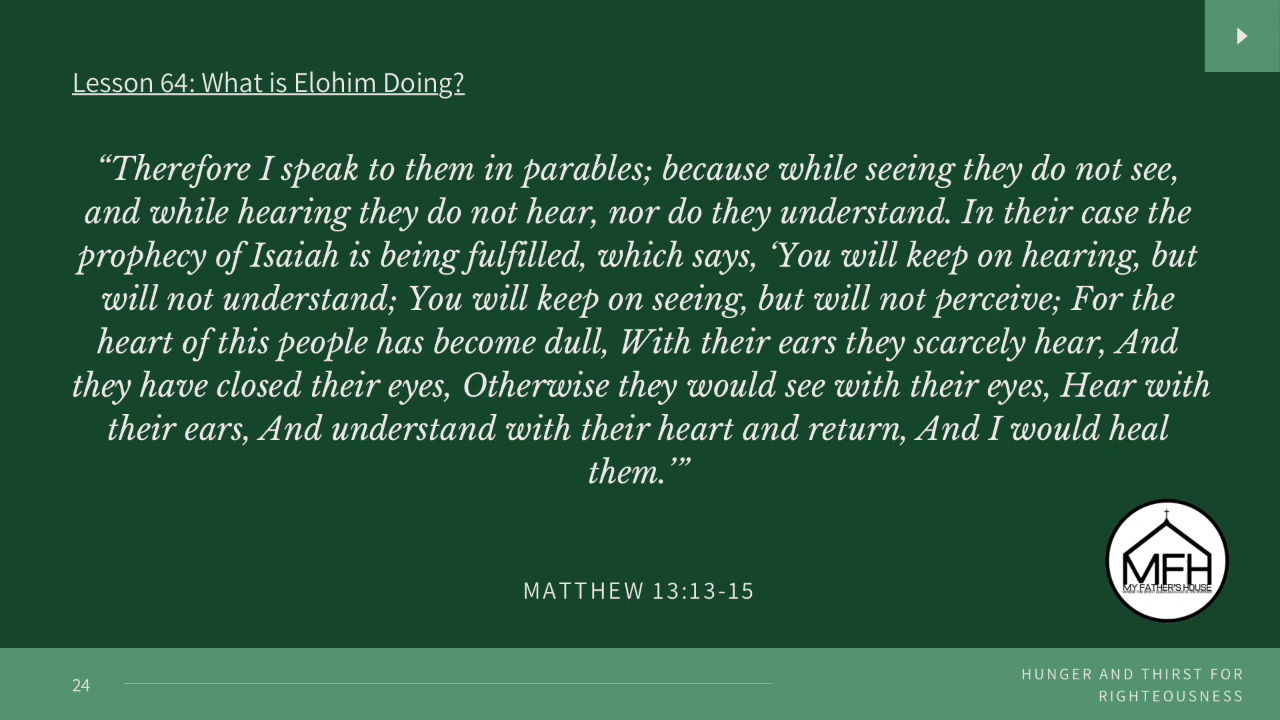 Lesson 64: What is Elohim Doing?
“Therefore I speak to them in parables; because while seeing they do not see,
and while hearing they do not hear, nor do they understand. In their case the
prophecy of Isaiah is being fulfilled, which says, ‘You will keep on hearing, but
will not understand; You will keep on seeing, but will not perceive; For the
heart of this people has become dull, With their ears they scarcely hear, And
they have closed their eyes, Otherwise they would see with their eyes, Hear with
their ears, And understand with their heart and return, And I would heal
them.’”
MATTHEW 13:13-15
MFH
MY FATHER'S HOUSE
24
HUNGER AND THIRST FOR
RIGHTEOUSNESS